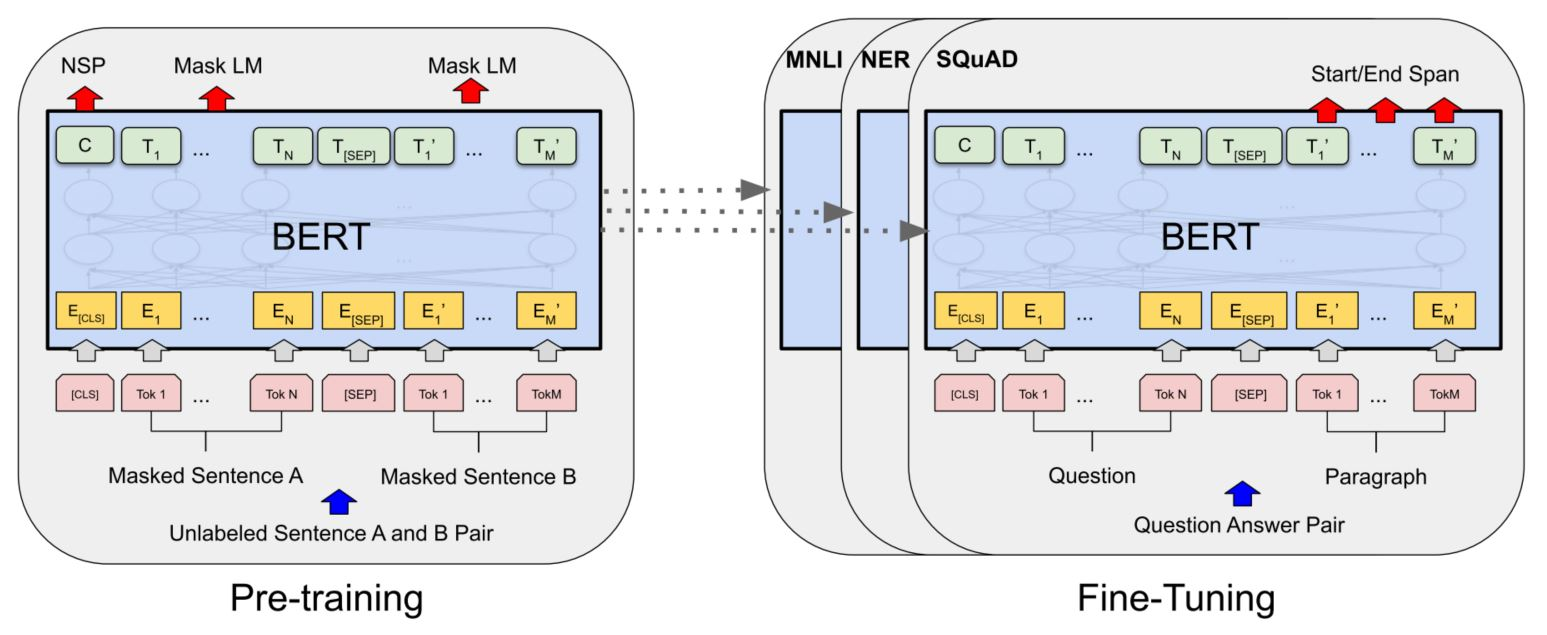 NSP Mask LM Mask LM
C T1 ... TN T[SEP] T1' ... TM'
...
BERT
...
E[CLS] E1 ... EN E[SEP] E1' ... EM'
[CLS] Tok 1 ... Tok N [SEP] Tok 1 ... TokM
Masked Sentence A Masked Sentence B
Unlabeled Sentence A and B Pair
Pre-training
MNLI NER SQuAD
Start/End Span
C T1 ... TN T[SEP] T1' ... TM'
...
BERT
...
E[CLS] E1 ... EN E[SEP] E1' ... EM'
[CLS] Tok 1 ... Tok N [SEP] Tok 1 ... TokM
Question Paragraph
Question Answer Pair
Fine-Tuning